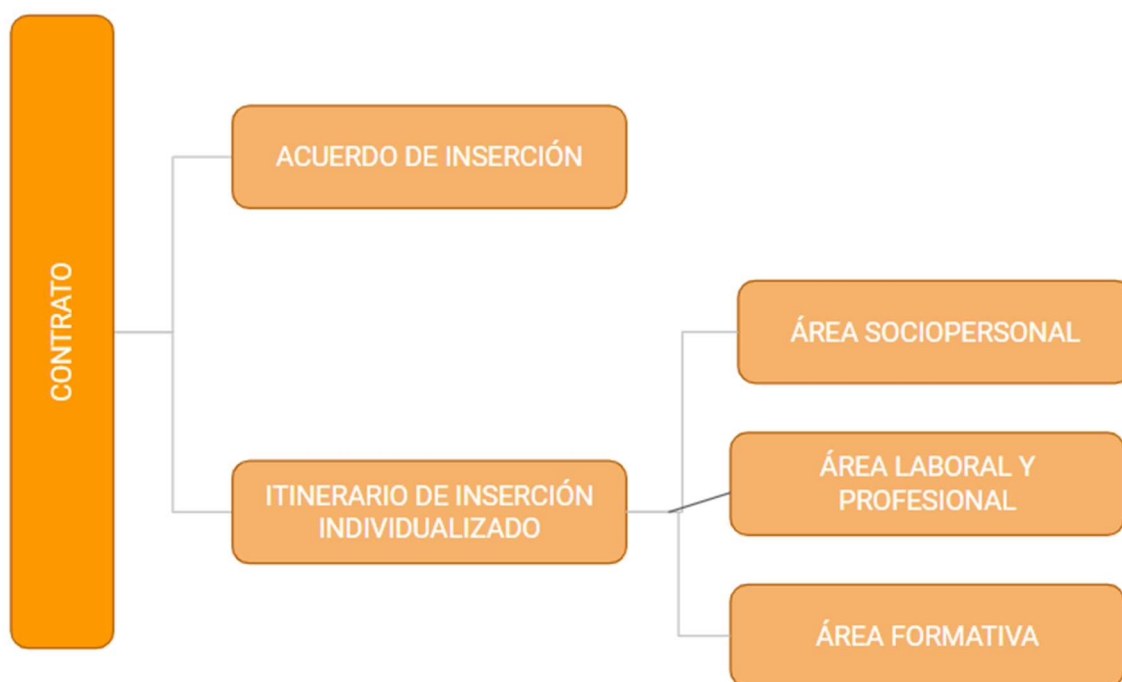 CONTRATO
ACUERDO DE INSERCIÓN
ITINERARIO DE INSERCIÓN
INDIVIDUALIZADO
ÁREA SOCIOPERSONAL
ÁREA LABORAL Y
PROFESIONAL
ÁREA FORMATIVA